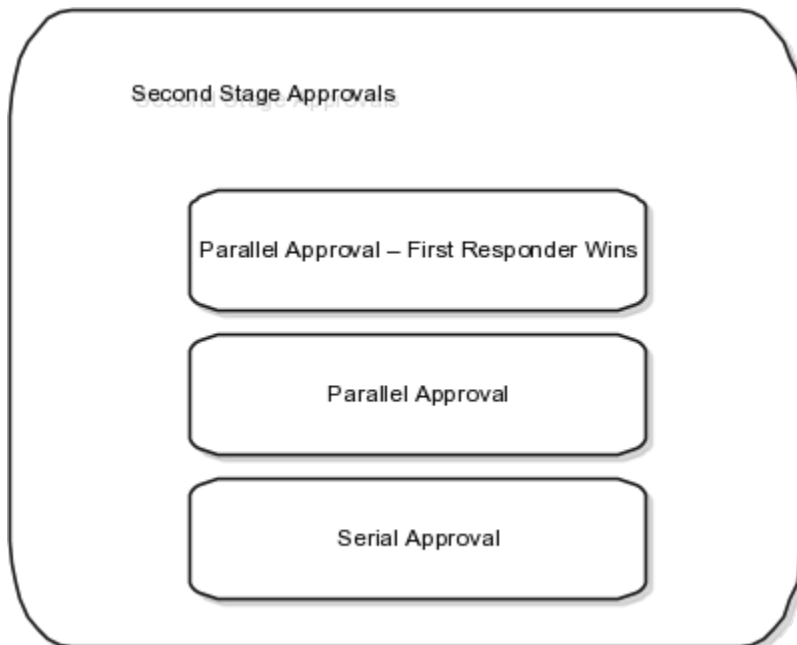 Second Stage Approvals
Parallel Approval – First Responder Wins
Parallel Approval
Serial Approval